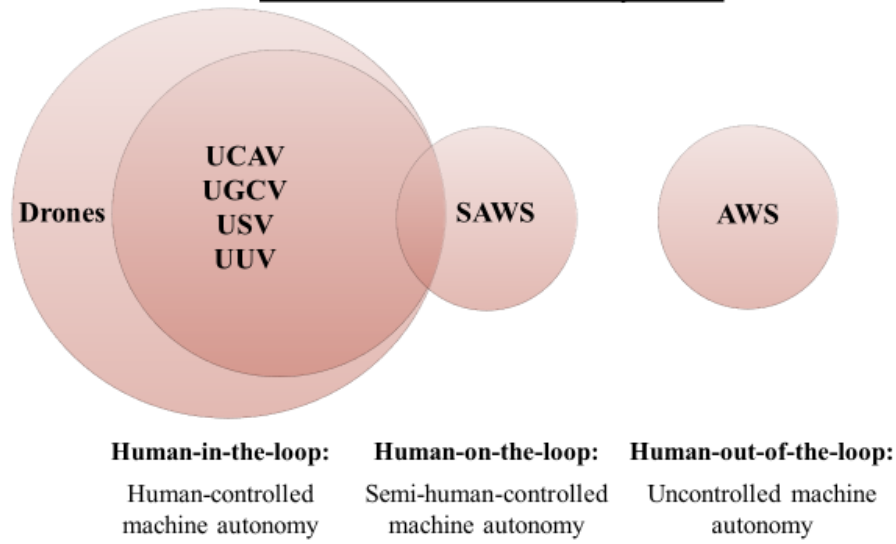 Drones
UCAV
UGCV
USV
UUV
SAWS
AWS
Human-in-the-loop:
Human-controlled
machine autonomy
Human-on-the-loop:
Semi-human-controlled
machine autonomy
Human-out-of-the-loop:
Uncontrolled machine
autonomy